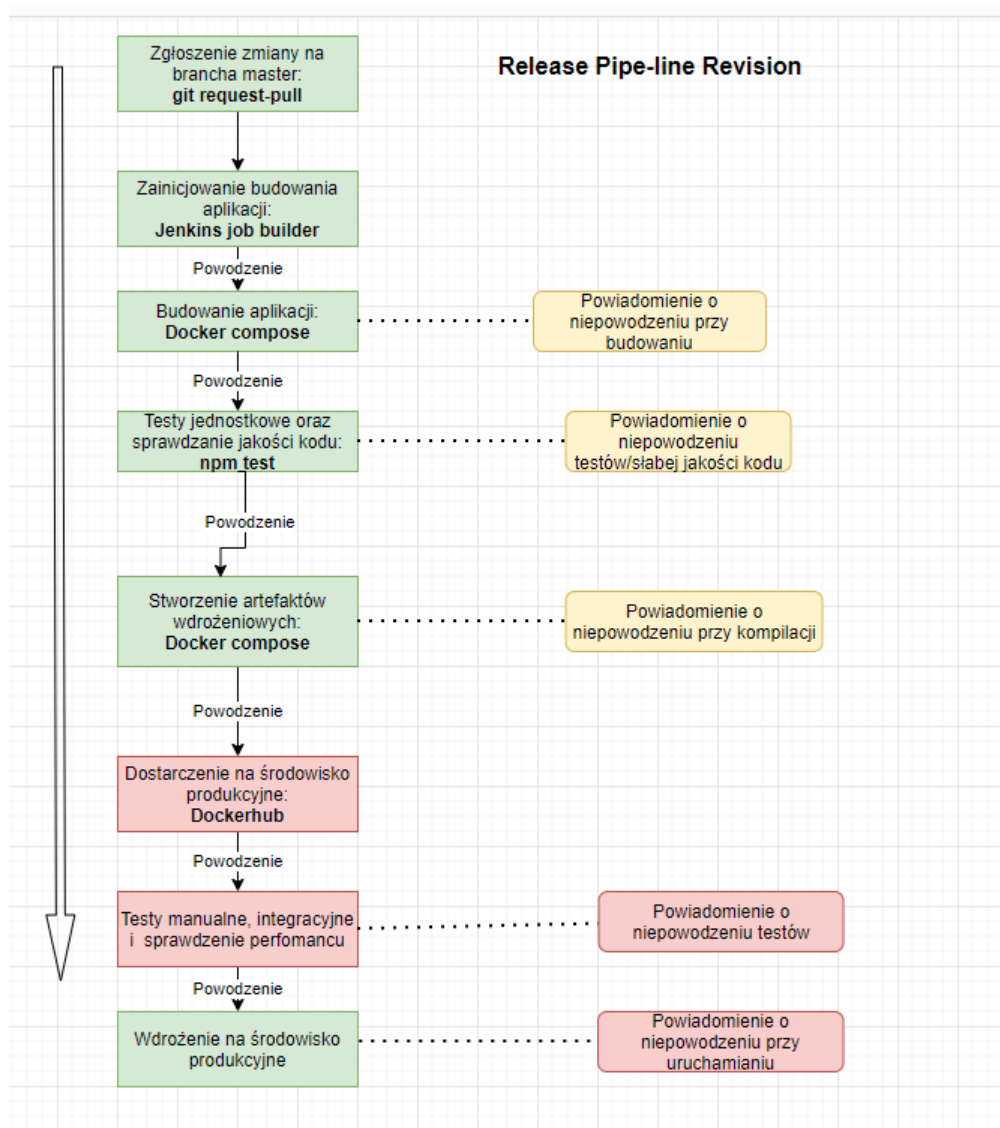 Zgłoszenie zmiany na
brancha master:
git request-pull
Release Pipe-line Revision
Zainicjowanie budowania
aplikacji:
Jenkins job builder
Powodzenie
Budowanie aplikacji:
Docker compose
Powiadomienie o
niepowodzeniu przy
budowaniu
Powodzenie
Testy jednostkowe oraz
sprawdzanie jakości kodu:
npm test
Powiadomienie o
niepowodzeniu
testów/słabej jakości kodu
Powodzenie
Stworzenie artefaktów
wdrożeniowych:
Docker compose
Powiadomienie o
niepowodzeniu przy kompilacji
Powodzenie
Dostarczenie na środowisko
produkcyjne:
Dockerhub
Powodzenie
Testy manualne, integracyjne
i sprawdzenie perfomancu
Powiadomienie o
niepowodzeniu testów
Powodzenie
Wdrożenie na środowisko
produkcyjne
Powiadomienie o
niepowodzeniu przy
uruchamianiu